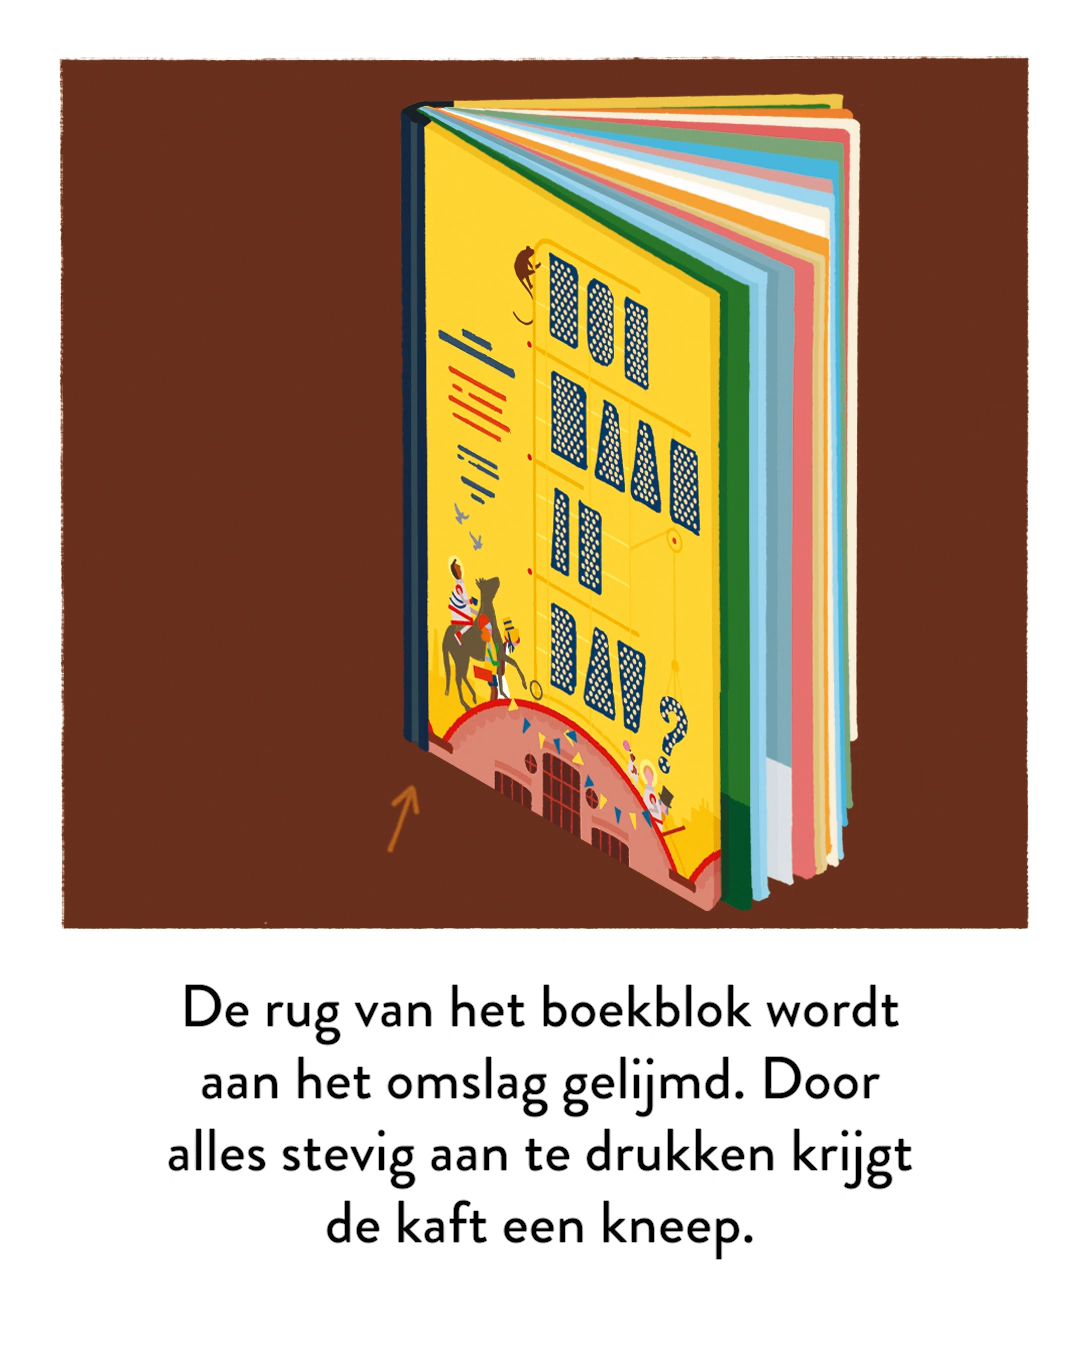 De rug van het boekblok wordt
aan het omslag gelijmd. Door
alles stevig aan te drukken krijgt
de kaft een kneep.